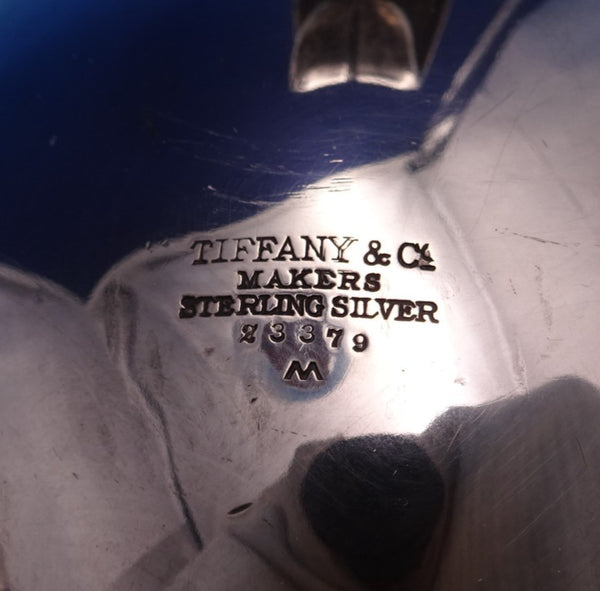 TIFFANY & Co.
MAKERS
STERLING SILVER
23379
M